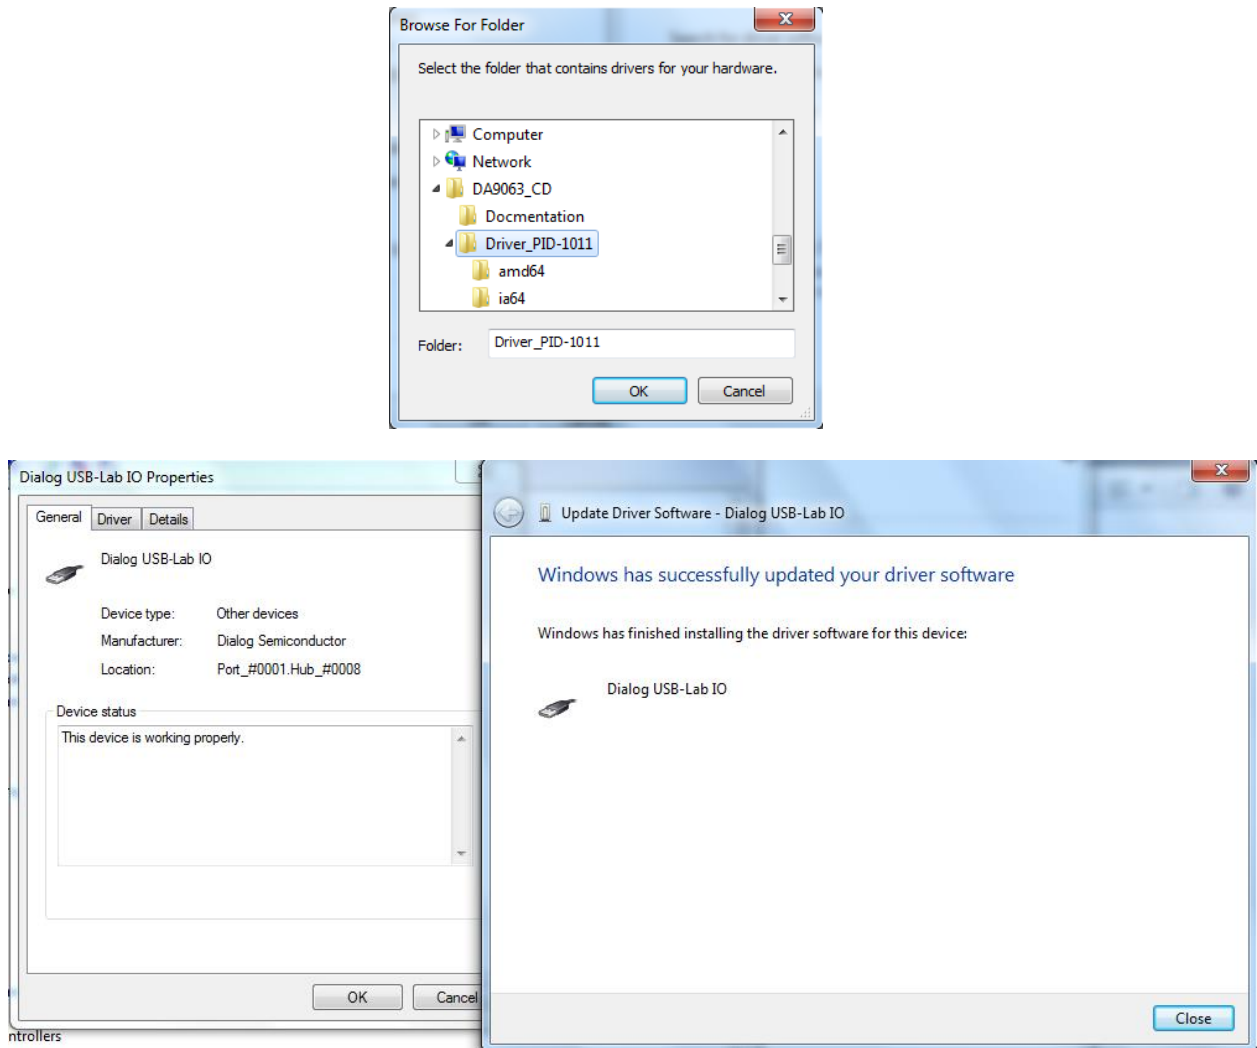 Browse For Folder
Select the folder that contains drivers for your hardware.
Computer
Network
DA9063_CD
Docmentation
Driver_PID-1011
amd64
ia64
Folder: Driver_PID-1011
OK Cancel
Dialog USB-Lab IO Properties
General Driver Details
Dialog USB-Lab IO
Device type: Other devices
Manufacturer: Dialog Semiconductor
Location: Port_#0001.Hub_#0008
Device status
This device is working properly.
OK Cancel
ntrollers
Update Driver Software - Dialog USB-Lab IO
Windows has successfully updated your driver software
Windows has finished installing the driver software for this device:
Dialog USB-Lab IO
Close